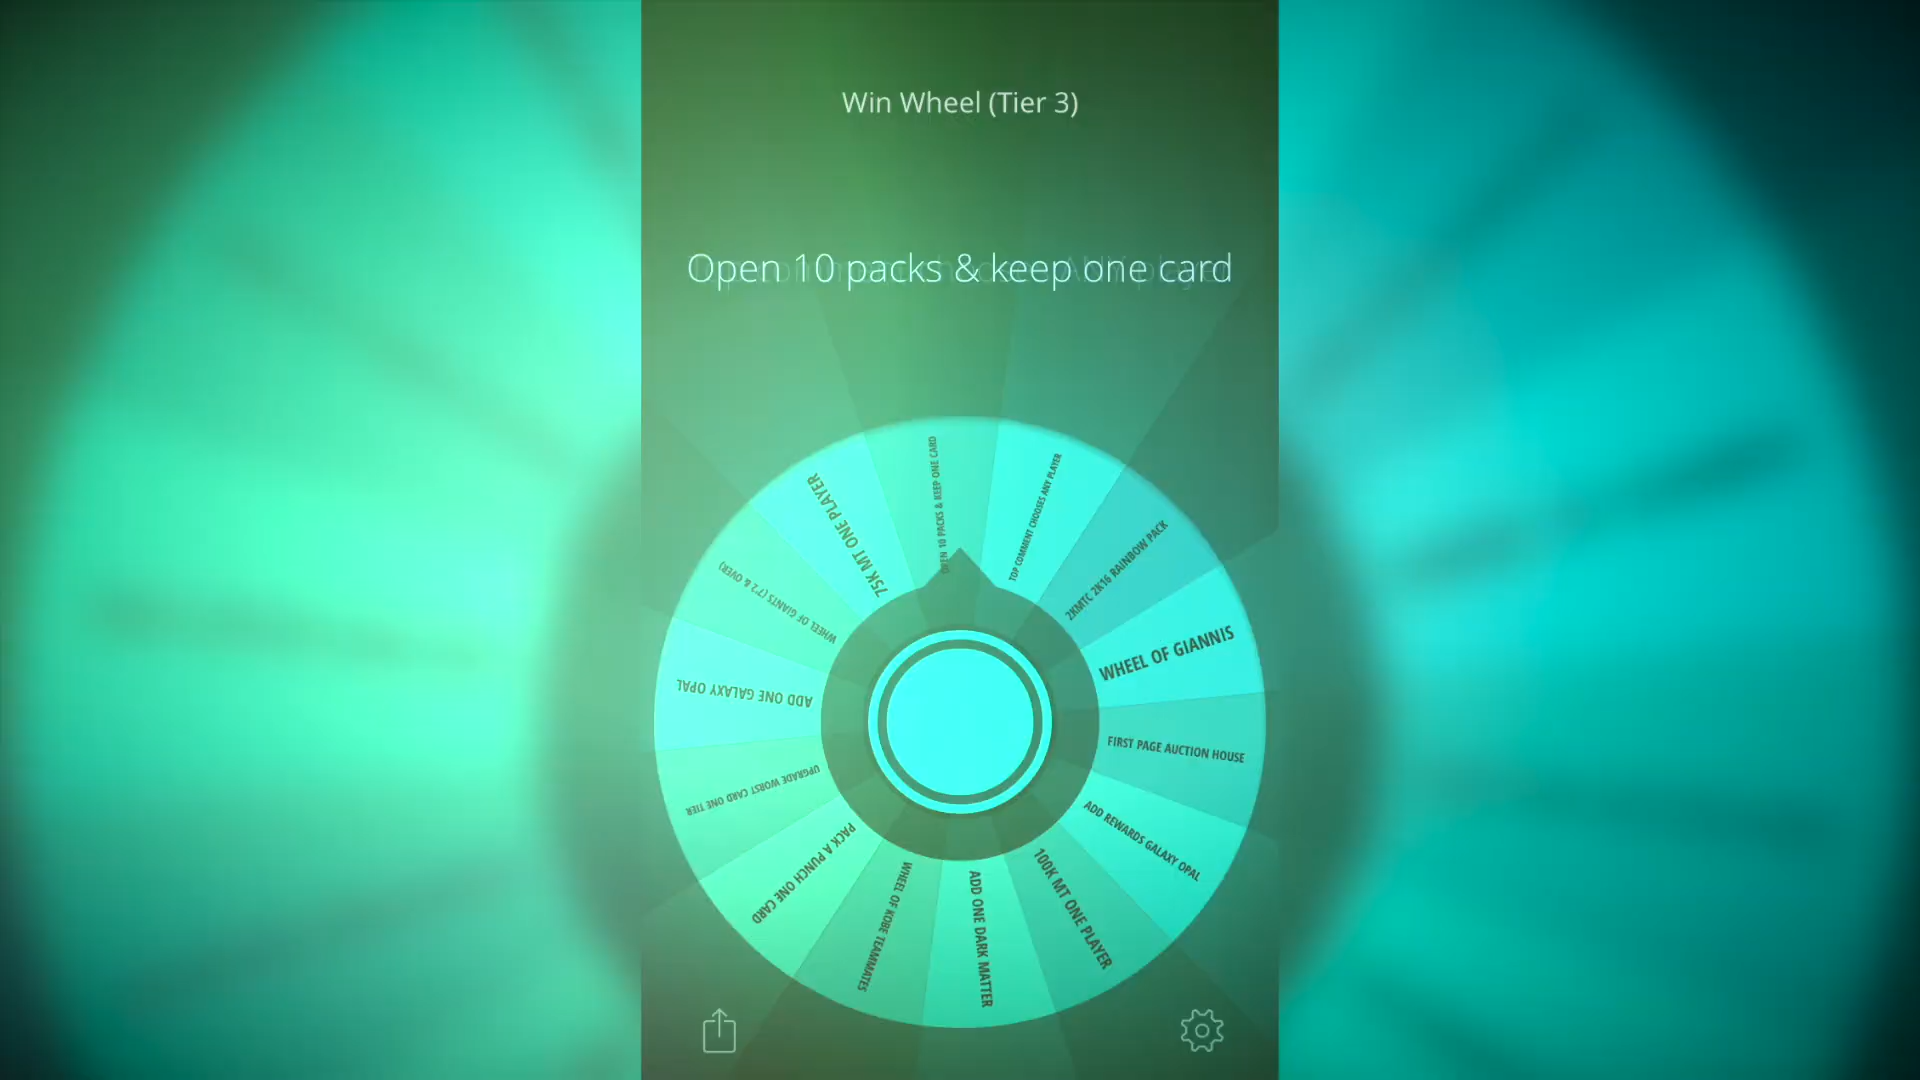 Win Wheel (Tier 3)
Open 10 packs & keep one card
OPEN 10 PACKS & KEEP ONE CARD
TOP COMMENT CHOOSES ANY PLAYER
2KMTC 2K16 RAINBOW PACK
WHEEL OF GIANNIS
FIRST PAGE AUCTION HOUSE
ADD REWARDS GALAXY OPAL
100K MT ONE PLAYER
ADD ONE DARK MATTER
WHEEL OF KOBE TEAMMATES
PACK A PUNCH ONE CARD
UPGRADE WORST CARD ONE TIER
ADD ONE GALAXY OPAL
WHEEL OF GIANTS (7'2 & OVER)
75K MT ONE PLAYER